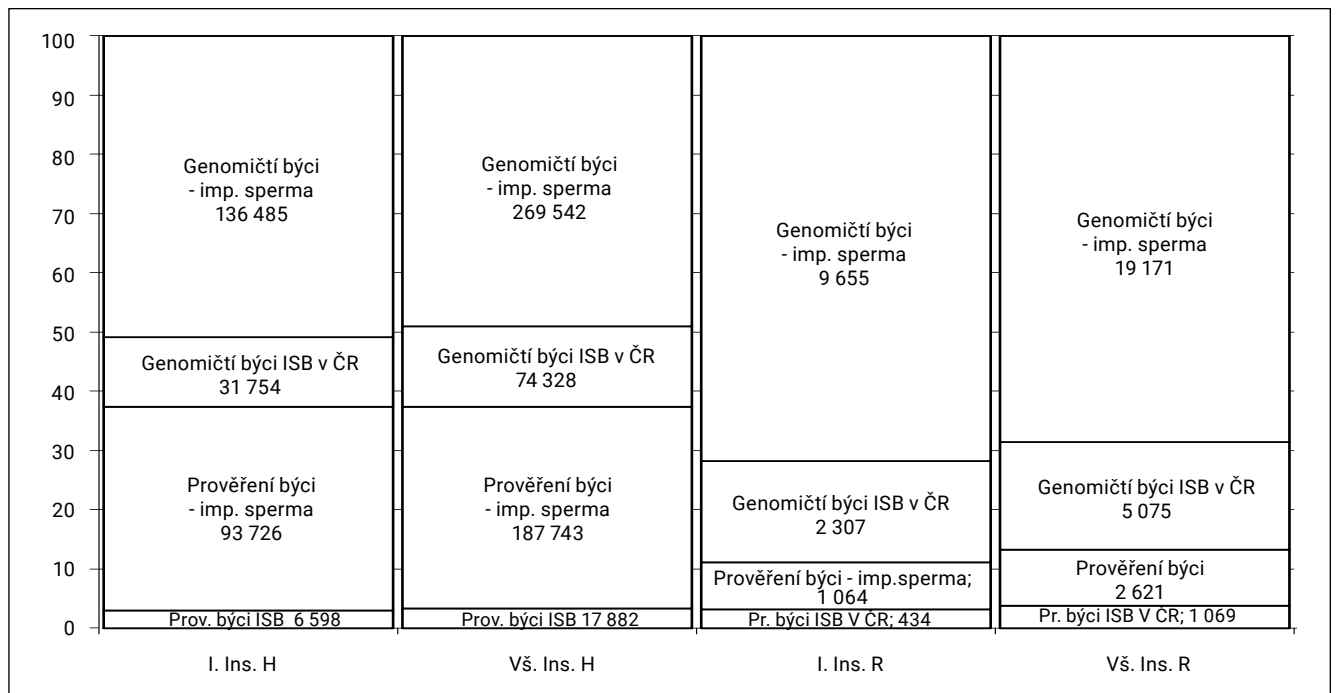 100
90
80
70
60
50
40
30
20
10
0
Genomičtí býci
- imp. sperma
136 485
Genomičtí býci ISB v ČR
31 754
Prověření býci
- imp. sperma
93 726
Prov. býci ISB 6 598
Genomičtí býci
- imp. sperma
269 542
Genomičtí býci ISB v ČR
74 328
Prověření býci
- imp. sperma
187 743
Prov. býci ISB 17 882
Genomičtí býci
- imp. sperma
9 655
Genomičtí býci ISB v ČR
2 307
Prověření býci - imp.sperma;
1 064
Pr. býci ISB V ČR; 434
Genomičtí býci
- imp. sperma
19 171
Genomičtí býci ISB v ČR
5 075
Prověření býci
2 621
Pr. býci ISB V ČR; 1 069
I. Ins. H
Vš. Ins. H
I. Ins. R
Vš. Ins. R